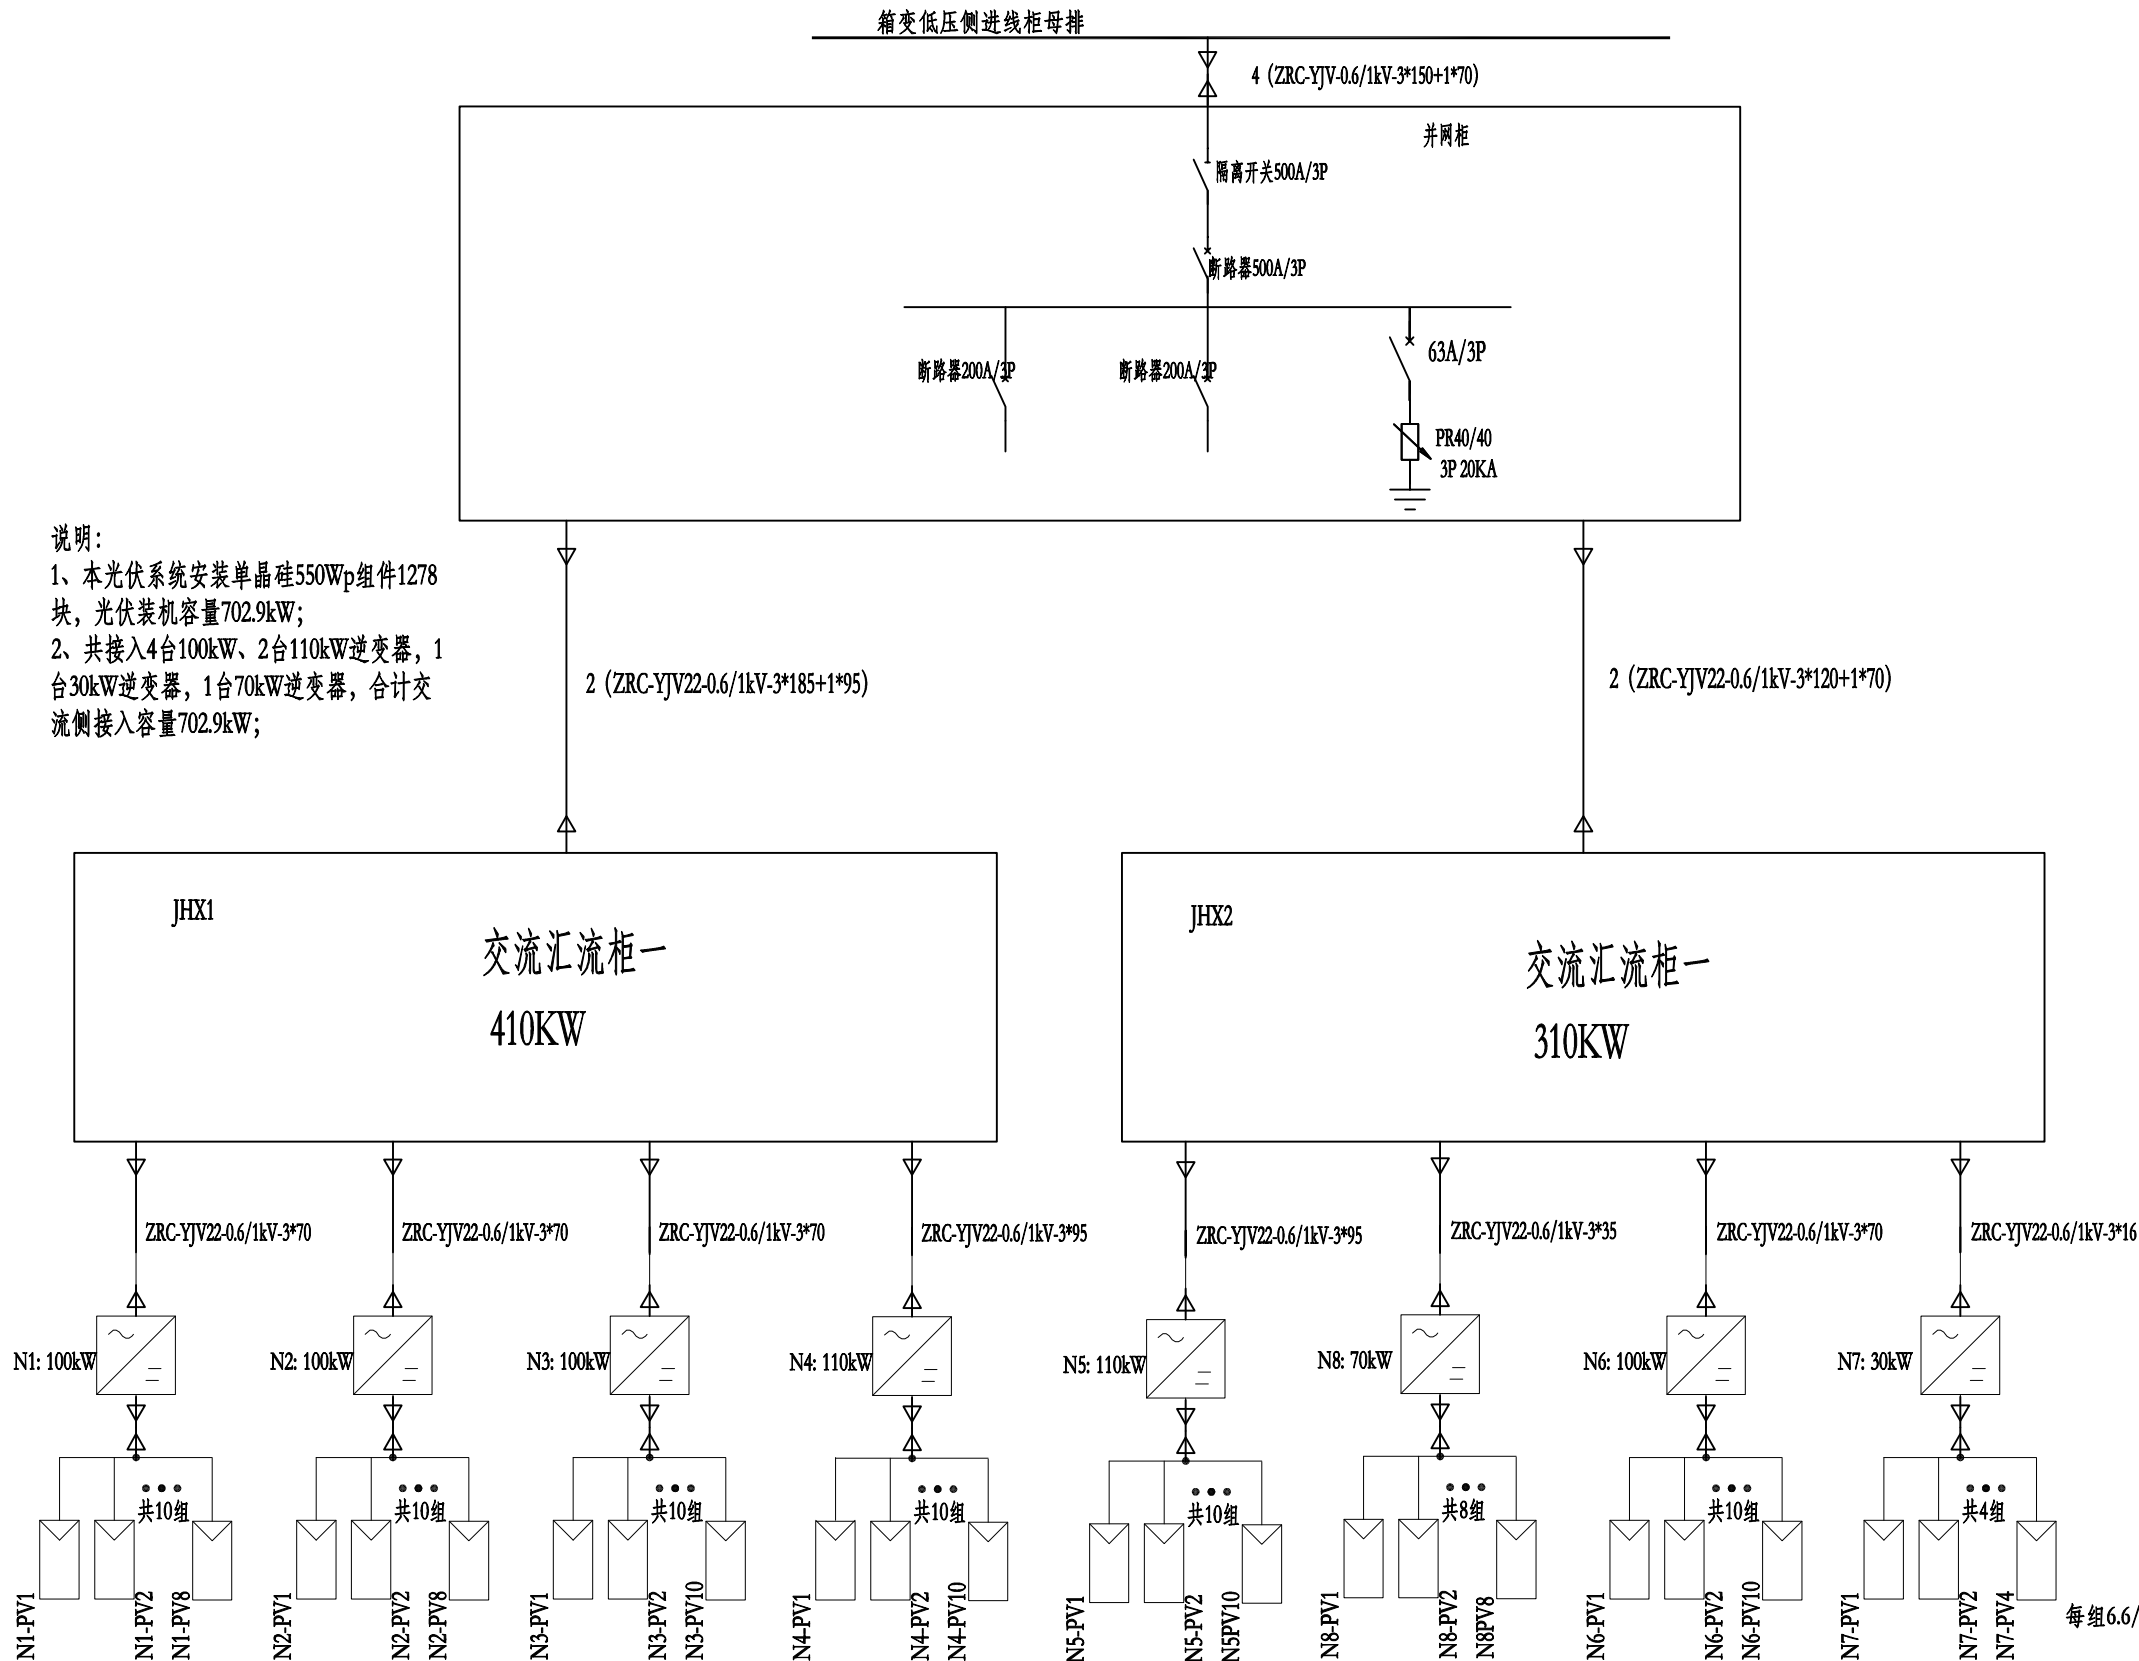 箱变低压侧进线柜母排
4（ZRC-YJV-0.6/1kV-3*150+1*70）
并网柜
隔离开关500A/3P
断路器500A/3P
断路器200A/3P
断路器200A/3P
63A/3P
PR40/40
3P 20KA
说明：
1、本光伏系统安装单晶硅550Wp组件1278
块，光伏装机容量702.9kW；
2、共接入4台100kW、2台110kW逆变器，1
台30kW逆变器，1台70kW逆变器，合计交
流侧接入容量702.9kW；
2（ZRC-YJV22-0.6/1kV-3*185+1*95）
2（ZRC-YJV22-0.6/1kV-3*120+1*70）
JHX1
交流汇流柜一
410KW
JHX2
交流汇流柜一
310KW
ZRC-YJV22-0.6/1kV-3*70
ZRC-YJV22-0.6/1kV-3*70
ZRC-YJV22-0.6/1kV-3*70
ZRC-YJV22-0.6/1kV-3*95
ZRC-YJV22-0.6/1kV-3*95
ZRC-YJV22-0.6/1kV-3*35
ZRC-YJV22-0.6/1kV-3*70
ZRC-YJV22-0.6/1kV-3*16
N1: 100kW
N2: 100kW
N3: 100kW
N4: 110kW
N5: 110kW
N8: 70kW
N6: 100kW
N7: 30kW
共10组
共10组
共10组
共10组
共10组
共8组
共10组
共4组
N1-PV1
N1-PV2
N1-PV8
N2-PV1
N2-PV2
N2-PV8
N3-PV1
N3-PV2
N3-PV10
N4-PV1
N4-PV2
N4-PV10
N5-PV1
N5-PV2
N5PV10
N8-PV1
N8-PV2
N8PV8
N6-PV1
N6-PV2
N6-PV10
N7-PV1
N7-PV2
N7-PV4
每组6.6/